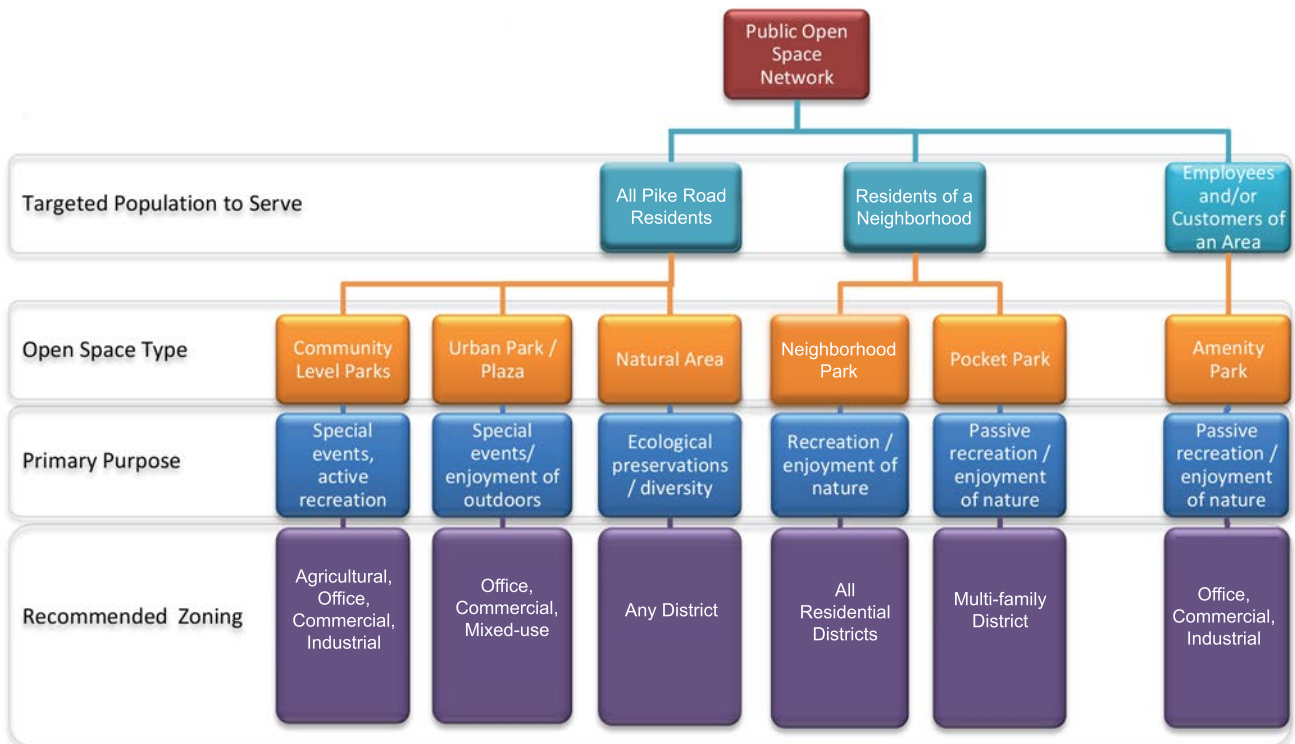 Public Open
Space
Network
Targeted Population to Serve
All Pike Road
Residents
Residents of a
Neighborhood
Employees
and/or
Customers of
an Area
Open Space Type
Community
Level Parks
Urban Park /
Plaza
Natural Area
Neighborhood
Park
Pocket Park
Amenity
Park
Primary Purpose
Special
events,
active
recreation
Special
events/
enjoyment of
outdoors
Ecological
preservations
/ diversity
Recreation /
enjoyment of
nature
Passive
recreation /
enjoyment
of nature
Passive
recreation /
enjoyment
of nature
Recommended Zoning
Agricultural,
Office,
Commercial,
Industrial
Office,
Commercial,
Mixed-use
Any District
All
Residential
Districts
Multi-family
District
Office,
Commercial,
Industrial